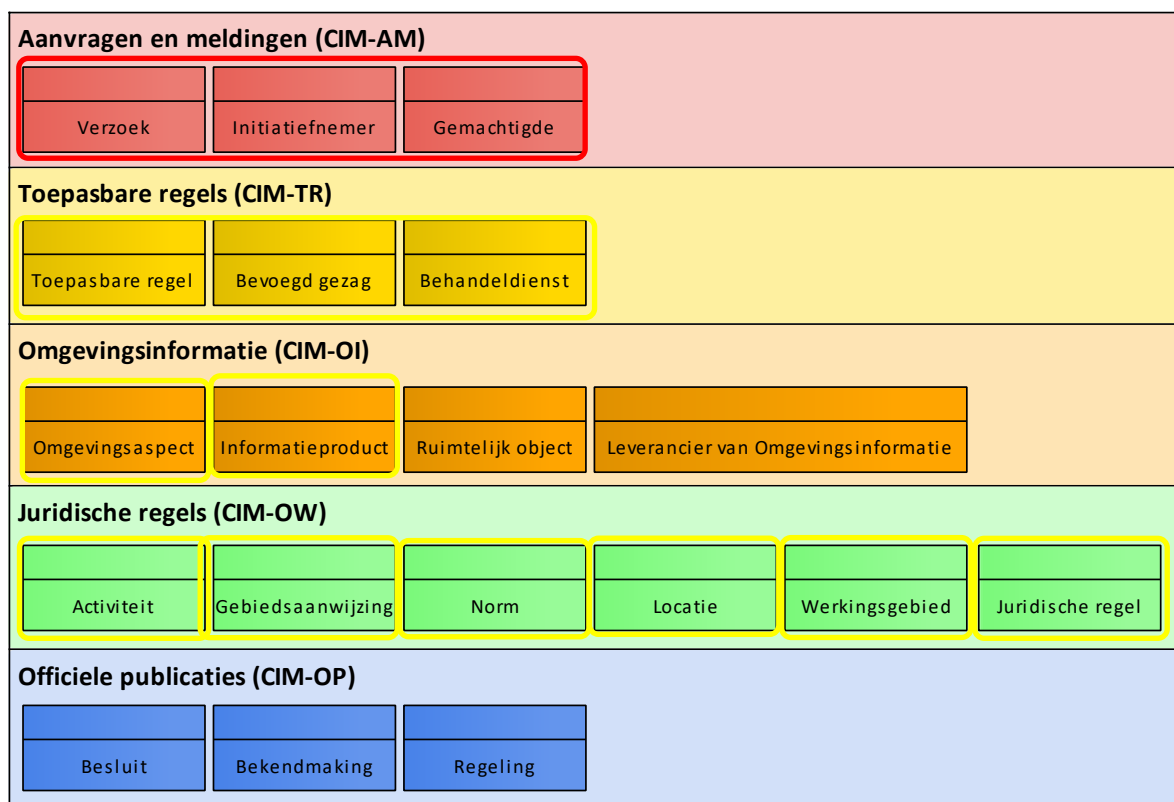 Aanvragen en meldingen (CIM-AM)
Verzoek
Initiatiefnemer
Gemachtigde
Toepasbare regels (CIM-TR)
Toepasbare regel
Bevoegd gezag
Behandeldienst
Omgevingsinformatie (CIM-OI)
Omgevingsaspect
Informatieproduct
Ruimtelijk object
Leverancier van Omgevingsinformatie
Juridische regels (CIM-OW)
Activiteit
Gebiedsaanwijzing
Norm
Locatie
Werkingsgebied
Juridische regel
Officiele publicaties (CIM-OP)
Besluit
Bekendmaking
Regeling